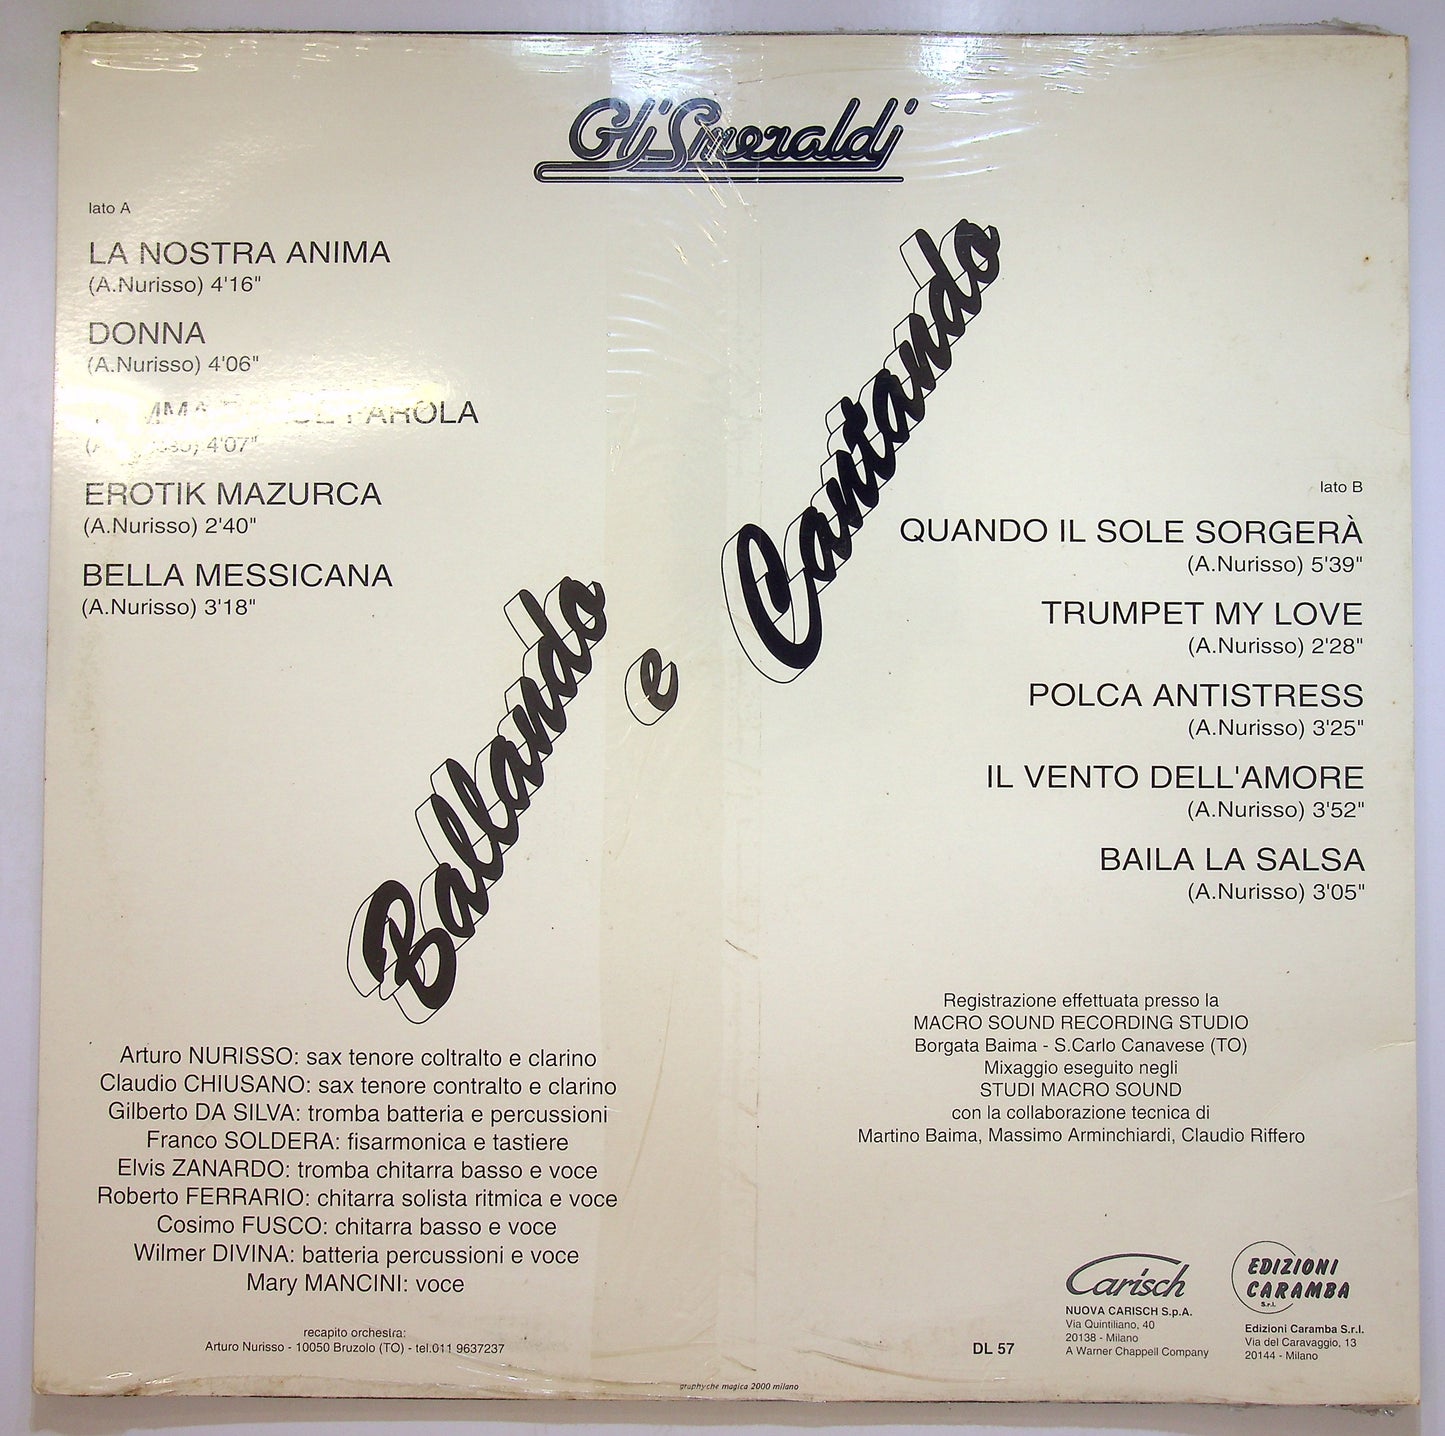 Gli Smeraldi
lato A
LA NOSTRA ANIMA
(A.Nurisso) 4'16"
DONNA
(A.Nurisso) 4'06"
PAROLA
4'07"
EROTIK MAZURCA
(A.Nurisso) 2'40"
BELLA MESSICANA
(A.Nurisso) 3'18"
Ballando
e
Cantando
lato B
QUANDO IL SOLE SORGERÀ
(A.Nurisso) 5'39"
TRUMPET MY LOVE
(A.Nurisso) 2'28"
POLCA ANTISTRESS
(A.Nurisso) 3'25"
IL VENTO DELL'AMORE
(A.Nurisso) 3'52"
BAILA LA SALSA
(A.Nurisso) 3'05"
Arturo NURISSO: sax tenore coltralto e clarino
Claudio CHIUSANO: sax tenore contralto e clarino
Gilberto DA SILVA: tromba batteria e percussioni
Franco SOLDERA: fisarmonica e tastiere
Elvis ZANARDO: tromba chitarra basso e voce
Roberto FERRARIO: chitarra solista ritmica e voce
Cosimo FUSCO: chitarra basso e voce
Wilmer DIVINA: batteria percussioni e voce
Mary MANCINI: voce
recapito orchestra:
Arturo Nurisso - 10050 Bruzolo (TO) - tel.011 9637237
Registrazione effettuata presso la
MACRO SOUND RECORDING STUDIO
Borgata Baima - S.Carlo Canavese (TO)
Mixaggio eseguito negli
STUDI MACRO SOUND
con la collaborazione tecnica di
Martino Baima, Massimo Arminchiardi, Claudio Riffero
DL 57
Carisch
NUOVA CARISCH S.p.A.
Via Quintiliano, 40
20138 - Milano
A Warner Chappell Company
EDIZIONI
CARAMBA
S.r.l.
Edizioni Caramba S.r.l.
Via del Caravaggio, 13
20144 - Milano
graphyche magica 2000 milano